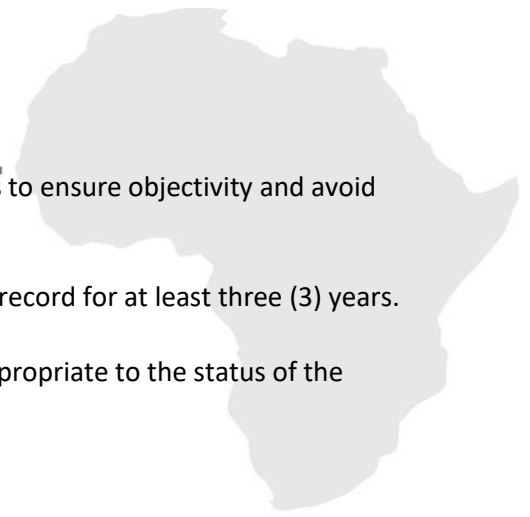 to ensure objectivity and avoid
record for at least three (3) years.
propriate to the status of the